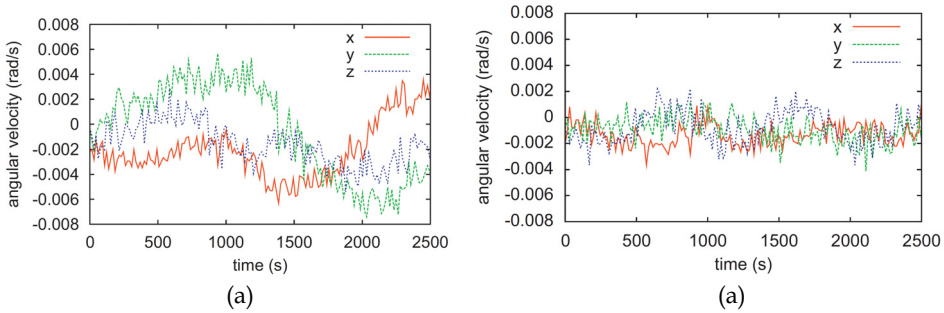 0.008
0.006
0.004
0.002
0
-0.002
-0.004
-0.006
-0.008
angular velocity (rad/s)
x
y
z
0 500 1000 1500 2000 2500
time (s)
(a)
0.008
0.006
0.004
0.002
0
-0.002
-0.004
-0.006
-0.008
angular velocity (rad/s)
x
y
z
0 500 1000 1500 2000 2500
time (s)
(a)